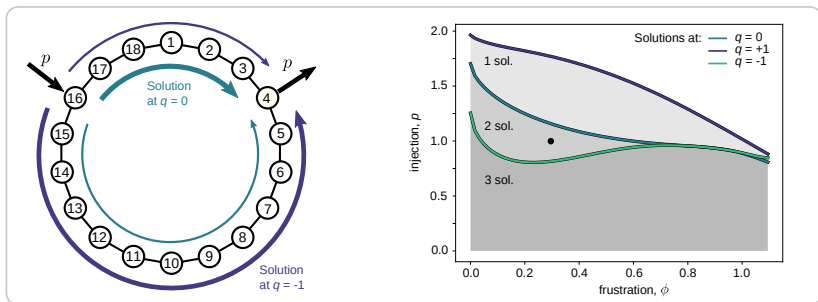 p
18
1
2
17
3
p
Solution
at q = 0
16
4
15
5
14
6
13
7
12
8
11
10
9
Solution
at q = -1
2.0
1.5
1.0
0.5
0.0
injection, p
Solutions at:
q = 0
q = +1
q = -1
1 sol.
2 sol.
3 sol.
0.0
0.2
0.4
0.6
0.8
1.0
frustration, ϕ